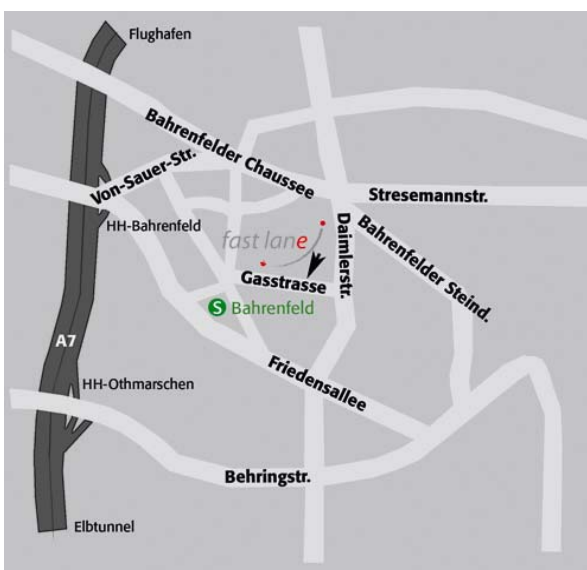 Flughafen
Bahrenfelder Chaussee
Von-Sauer-Str.
Stresemannstr.
HH-Bahrenfeld
fast lane
Daimlerstr.
Bahrenfelder Steind.
Gasstrasse
S Bahrenfeld
A7
HH-Othmarschen
Friedensallee
Behringstr.
Elbtunnel